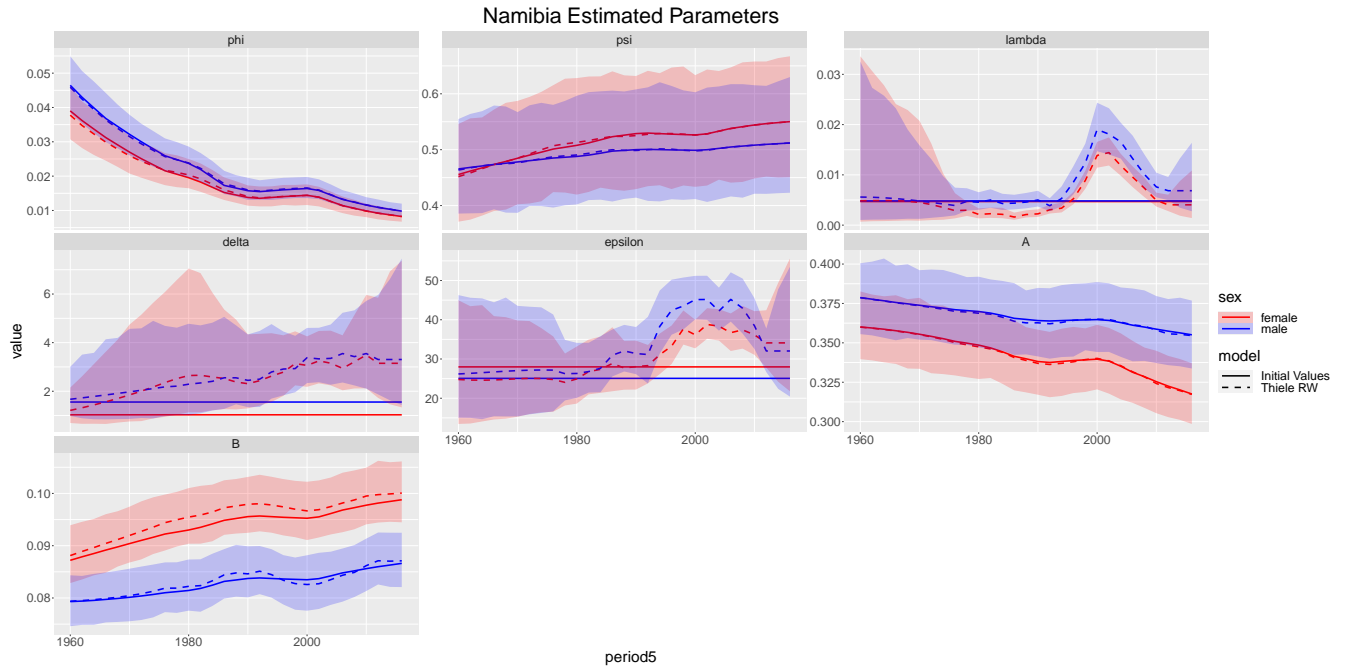 Namibia Estimated Parameters
phi
psi
lambda
0.05
0.04
0.03
0.02
0.01
0.6
0.5
0.4
0.03
0.02
0.01
0.00
delta
epsilon
A
6
4
2
50
40
30
20
0.400
0.375
0.350
0.325
0.300
1960
1980
2000
1960
1980
2000
B
0.10
0.09
0.08
1960
1980
2000
value
period5
sex
female
male
model
Initial Values
Thiele RW